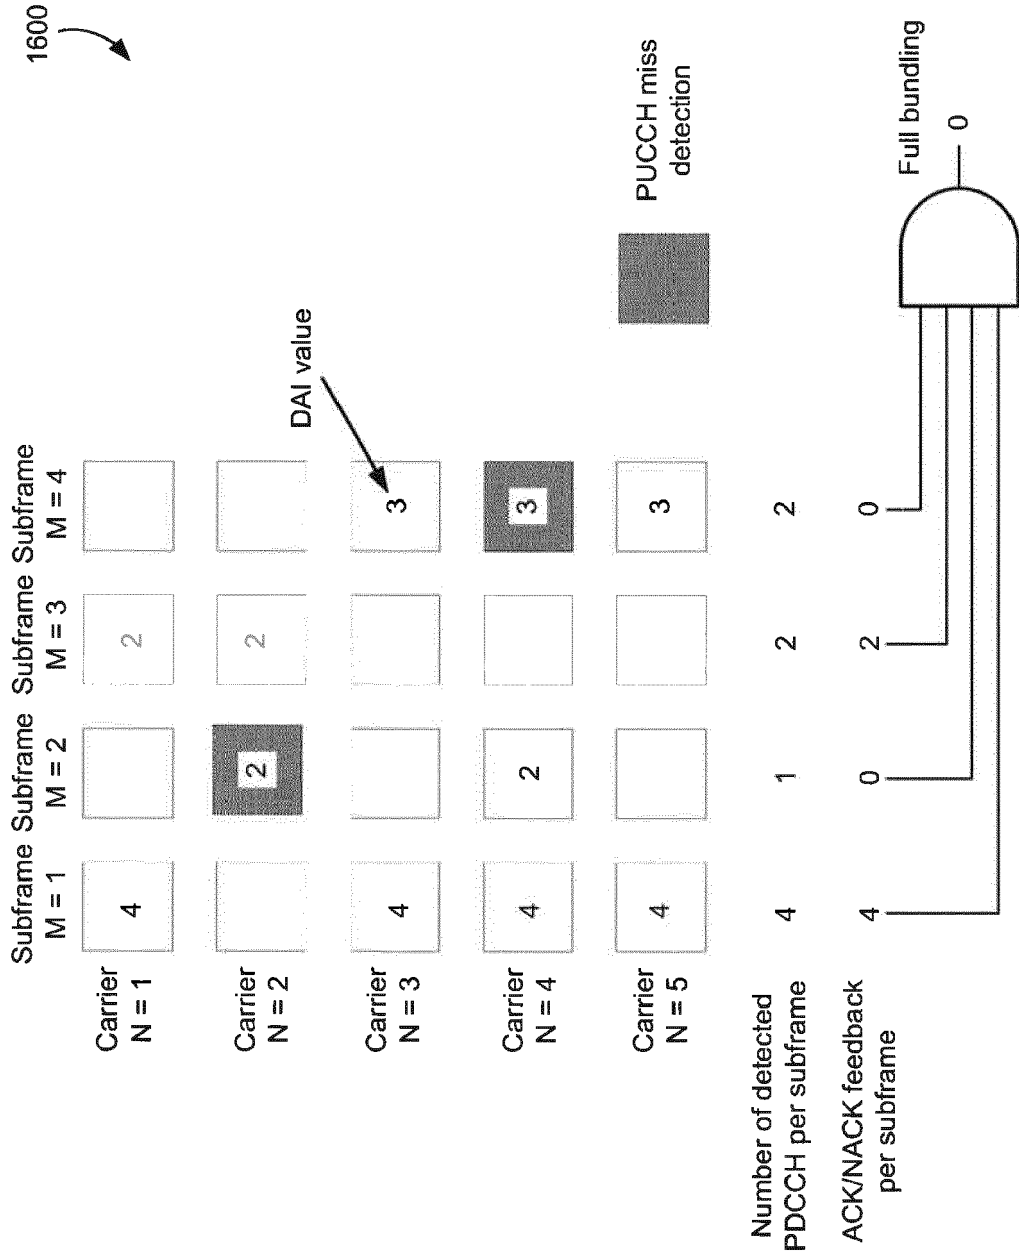 1600
Subframe Subframe Subframe Subframe
M = 1 M = 2 M = 3 M = 4
Carrier
N = 1
4 2
Carrier
N = 2
2 2
DAI value
Carrier
N = 3
4 3
Carrier
N = 4
4 2 3
Carrier
N = 5
4 3
PUCCH miss
detection
Number of detected
PDCCH per subframe
4 1 2 2
ACK/NACK feedback
per subframe
4 0 2 0
Full bundling
0